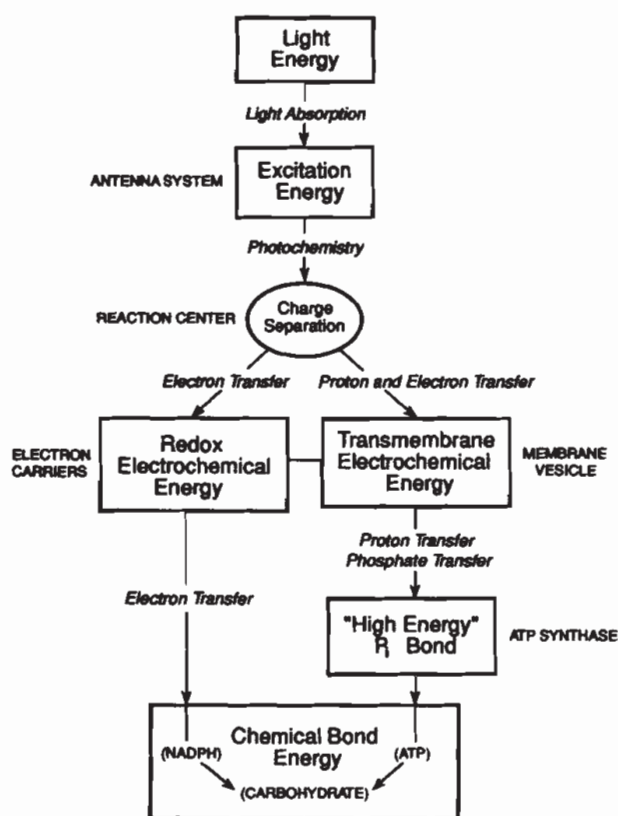 Light
Energy
Light Absorption
ANTENNA SYSTEM
Excitation
Energy
Photochemistry
REACTION CENTER
Charge
Separation
Electron Transfer
Proton and Electron Transfer
ELECTRON
CARRIERS
Redox
Electrochemical
Energy
Transmembrane
Electrochemical
Energy
MEMBRANE
VESICLE
Proton Transfer
Phosphate Transfer
Electron Transfer
"High Energy"
Pi Bond
ATP SYNTHASE
Chemical Bond
Energy
(NADPH)
(ATP)
(CARBOHYDRATE)